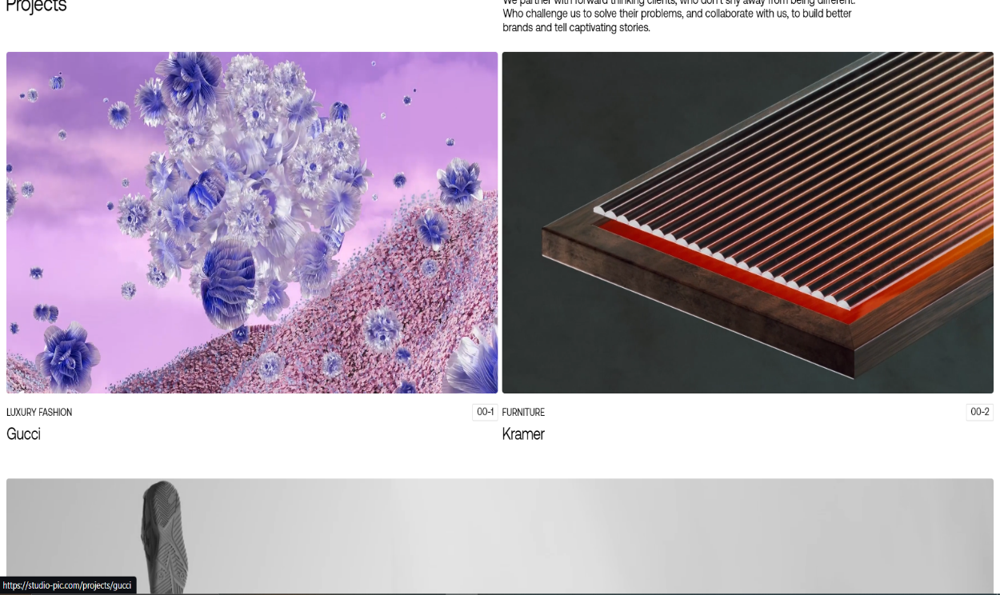 Projects
We partner with forward thinking clients, who don't shy away from being different.
Who challenge us to solve their problems, and collaborate with us, to build better
brands and tell captivating stories.
LUXURY FASHION
00-1
Gucci
FURNITURE
00-2
Kramer
https://studio-pic.com/projects/gucci